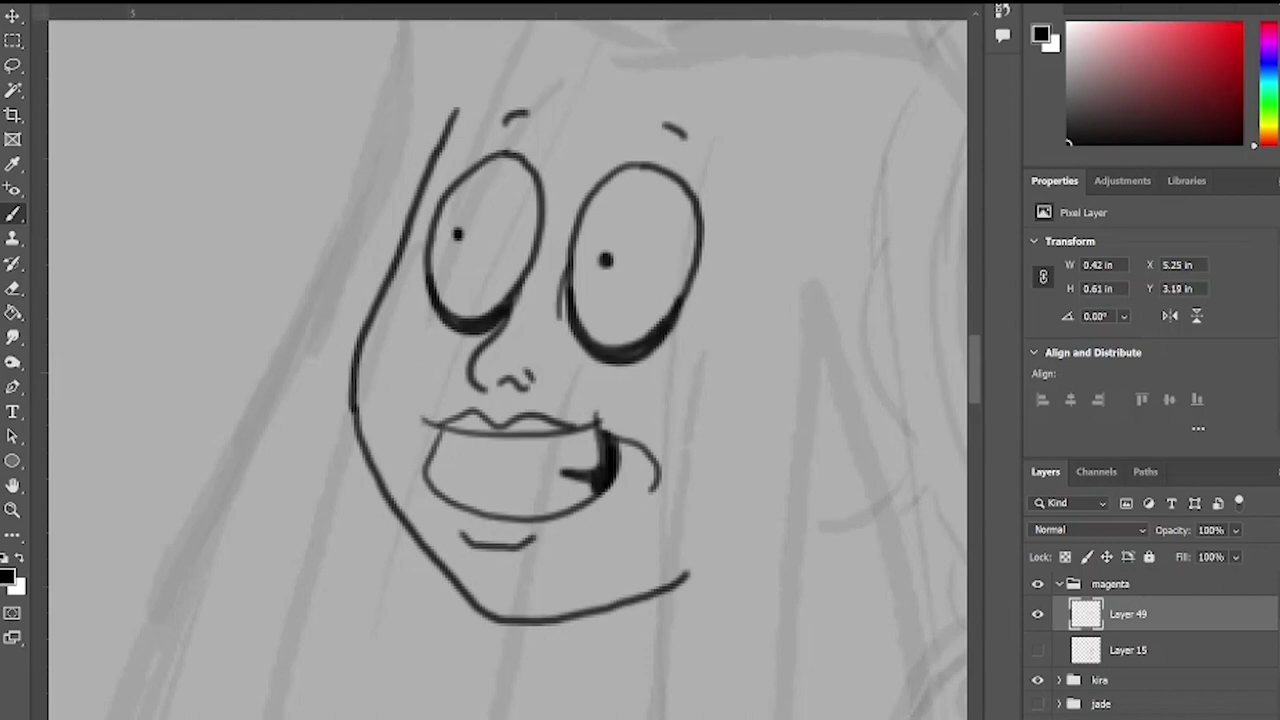 5
Properties Adjustments Libraries
Pixel Layer
Transform
W 0.42 in X 5.25 in
H 0.61 in Y 3.19 in
0.00°
Align and Distribute
Align:
...
Layers Channels Paths
Kind
Normal Opacity: 100%
Lock: Fill: 100%
magenta
Layer 49
Layer 15
kira
jade